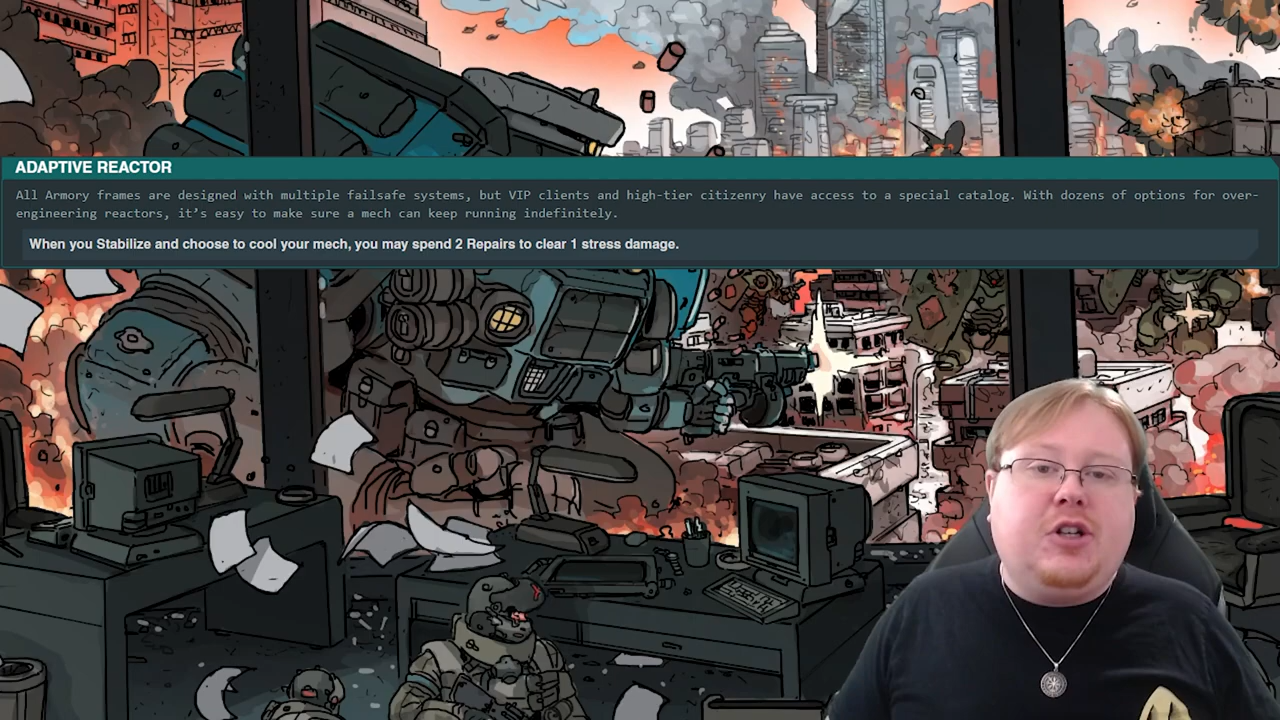 ADAPTIVE REACTOR
All Armory frames are designed with multiple failsafe systems, but VIP clients and high-tier citizenry have access to a special catalog. With dozens of options for over-
engineering reactors, it's easy to make sure a mech can keep running indefinitely.
When you Stabilize and choose to cool your mech, you may spend 2 Repairs to clear 1 stress damage.